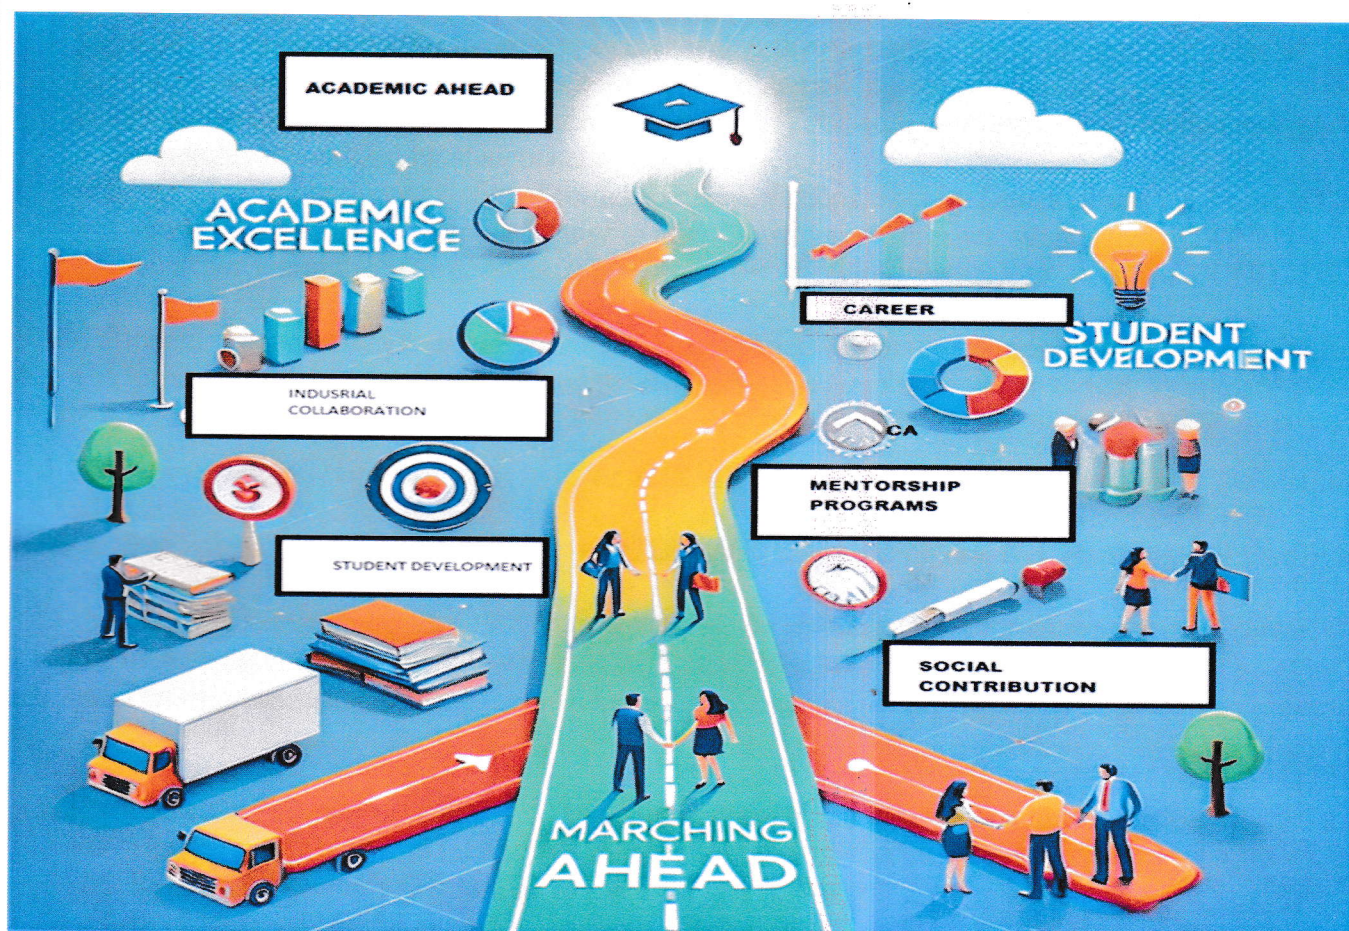 ACADEMIC AHEAD
ACADEMIC
EXCELLENCE
CAREER
STUDENT
DEVELOPMENT
INDUSRIAL
COLLABORATION
CA
MENTORSHIP
PROGRAMS
STUDENT DEVELOPMENT
SOCIAL
CONTRIBUTION
MARCHING
AHEAD